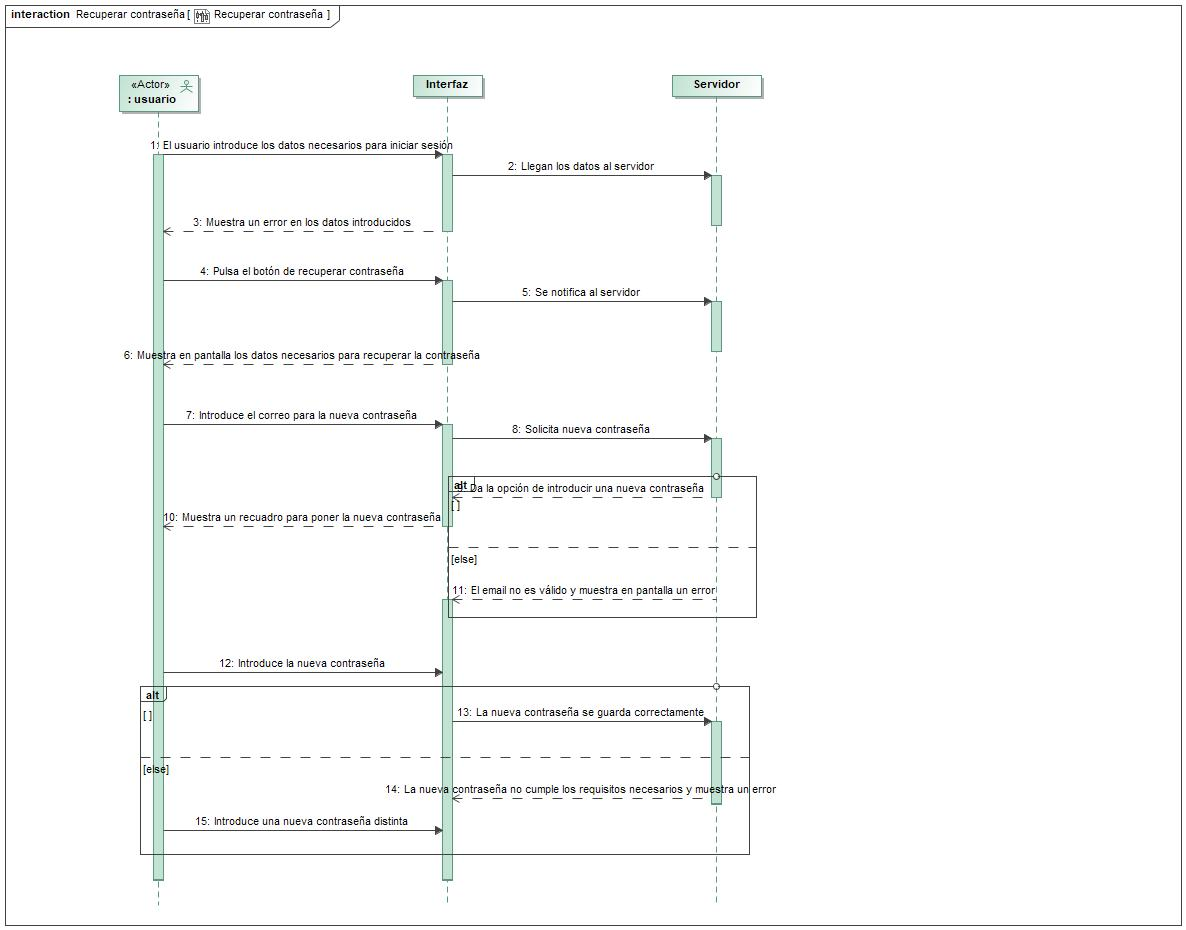 interaction Recuperar contraseña [ Recuperar contraseña ]
«Actor»
: usuario
Interfaz
Servidor
1: El usuario introduce los datos necesarios para iniciar sesión
2: Llegan los datos al servidor
3: Muestra un error en los datos introducidos
4: Pulsa el botón de recuperar contraseña
5: Se notifica al servidor
6: Muestra en pantalla los datos necesarios para recuperar la contraseña
7: Introduce el correo para la nueva contraseña
8: Solicita nueva contraseña
alt
9: Da la opción de introducir una nueva contraseña
[ ]
10: Muestra un recuadro para poner la nueva contraseña
[else]
11: El email no es válido y muestra en pantalla un error
12: Introduce la nueva contraseña
alt
[ ]
13: La nueva contraseña se guarda correctamente
[else]
14: La nueva contraseña no cumple los requisitos necesarios y muestra un error
15: Introduce una nueva contraseña distinta